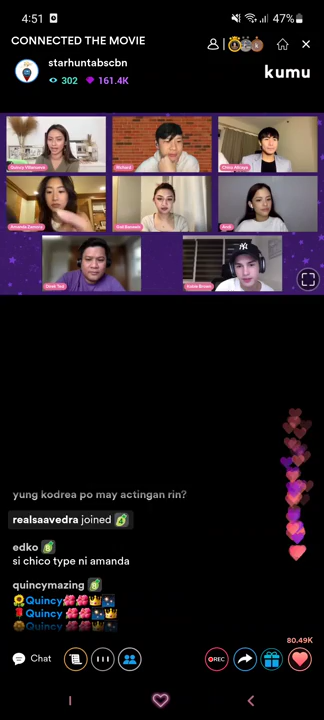 4:51
47%
CONNECTED THE MOVIE
starhuntabscbn
302 161.4K
kumu
Quincy Villanueva
Richard
Chico Alicaya
Amanda Zamora
Gail Banawis
Andi
Direk Ted
Kobie Brown
yung kodrea po may actingan rin?
realsaavedra joined 4
edko
si chico type ni amanda
quincymazing
Quincy
Quincy
Quincy
80.49K
Chat
REC